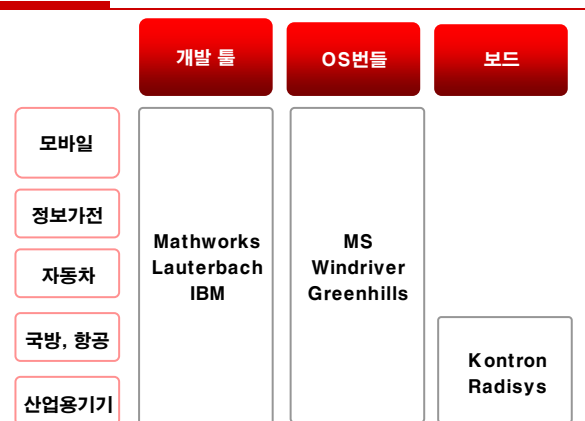 개발 툴
OS번들
보드
모바일
정보가전
자동차
국방, 항공
산업용기기
Mathworks
Lauterbach
IBM
MS
Windriver
Greenhills
Kontron
Radisys